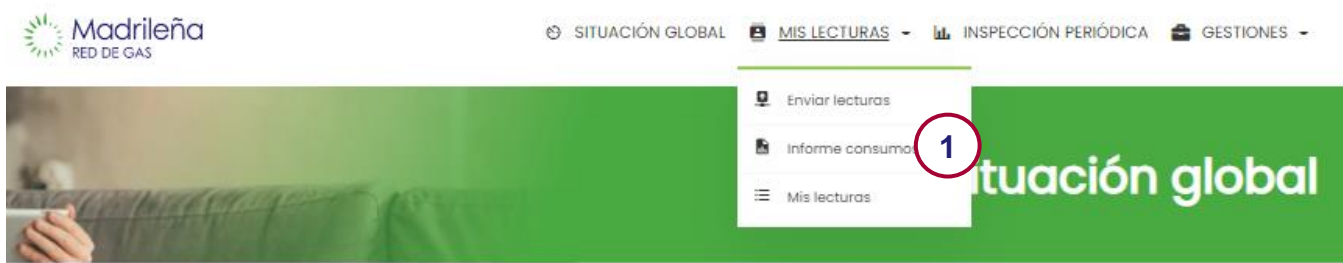 Madrileña
RED DE GAS
SITUACIÓN GLOBAL MIS LECTURAS INSPECCIÓN PERIÓDICA GESTIONES
Enviar lecturas
Informe consumos
1
Mis lecturas
ituación global